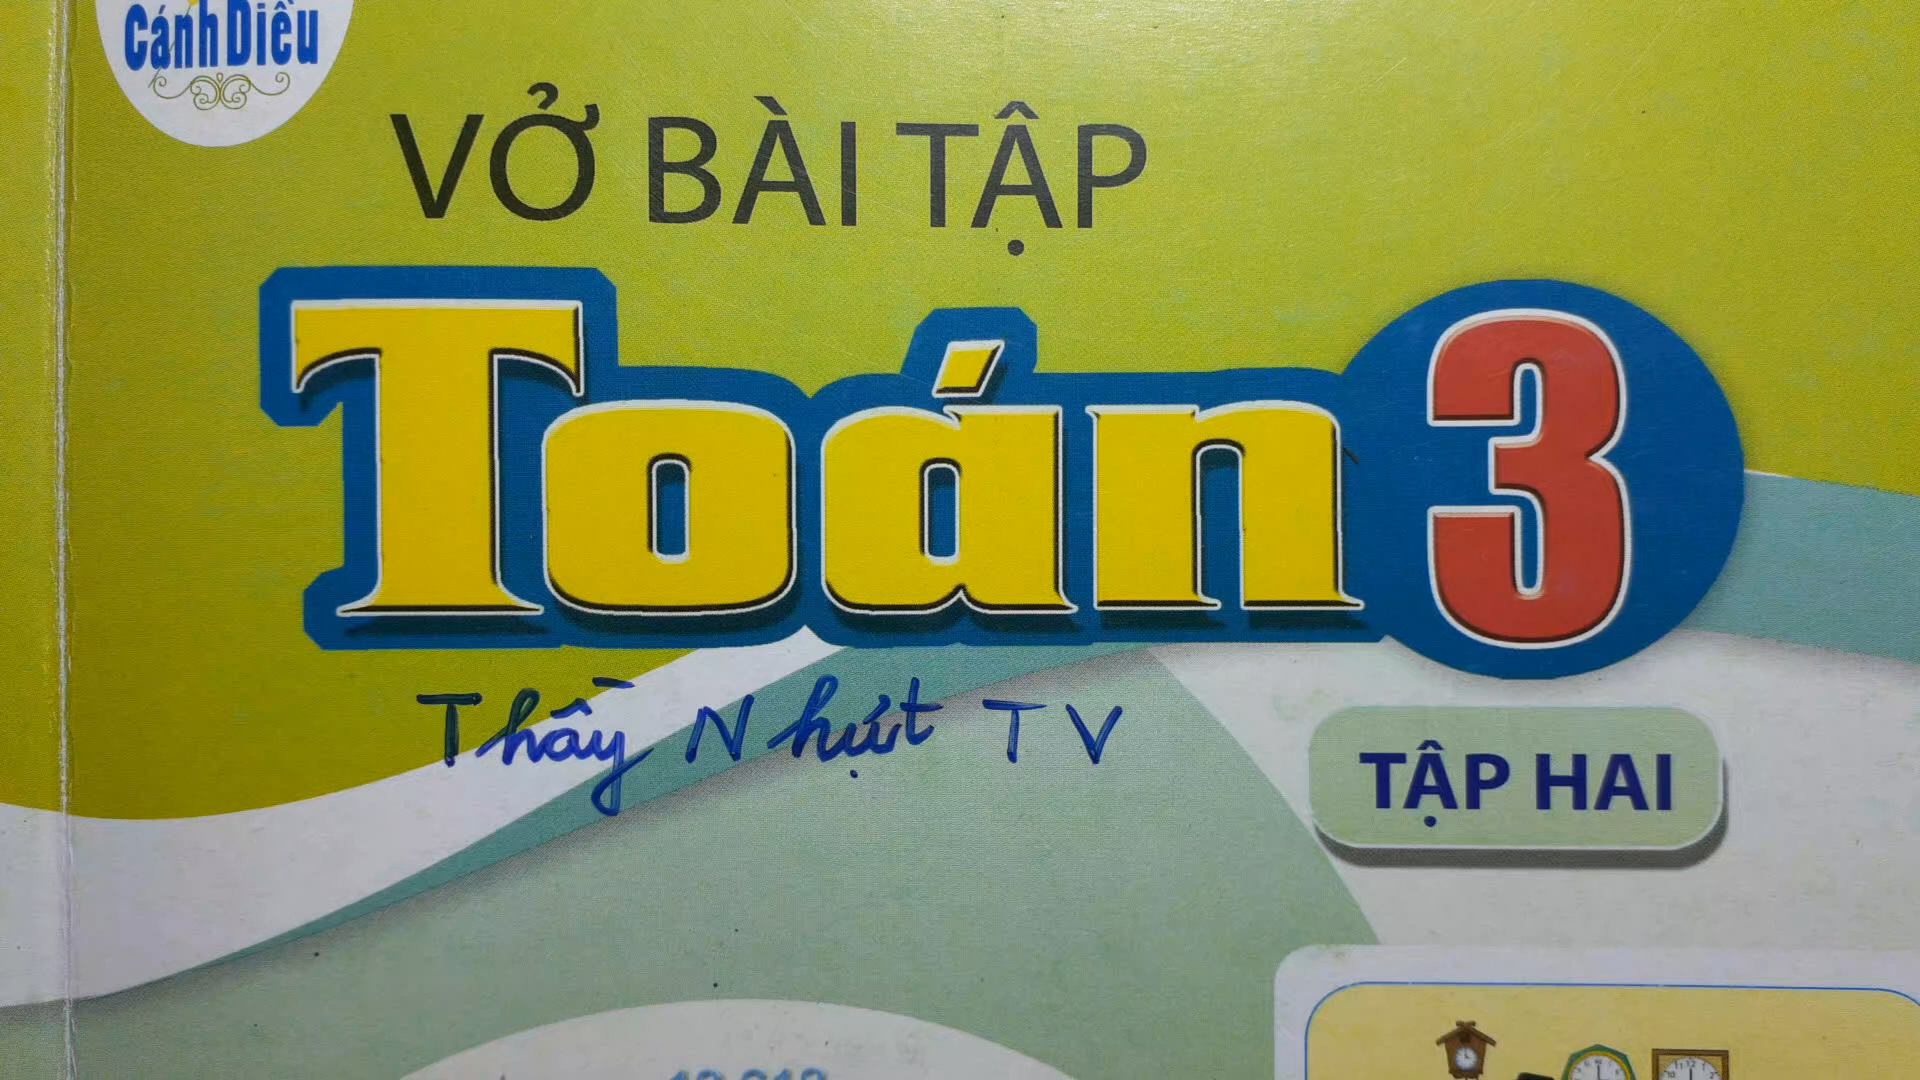 Cánh Diều
VỞ BÀI TẬP
Toán 3
Thầy Nhựt TV
TẬP HAI